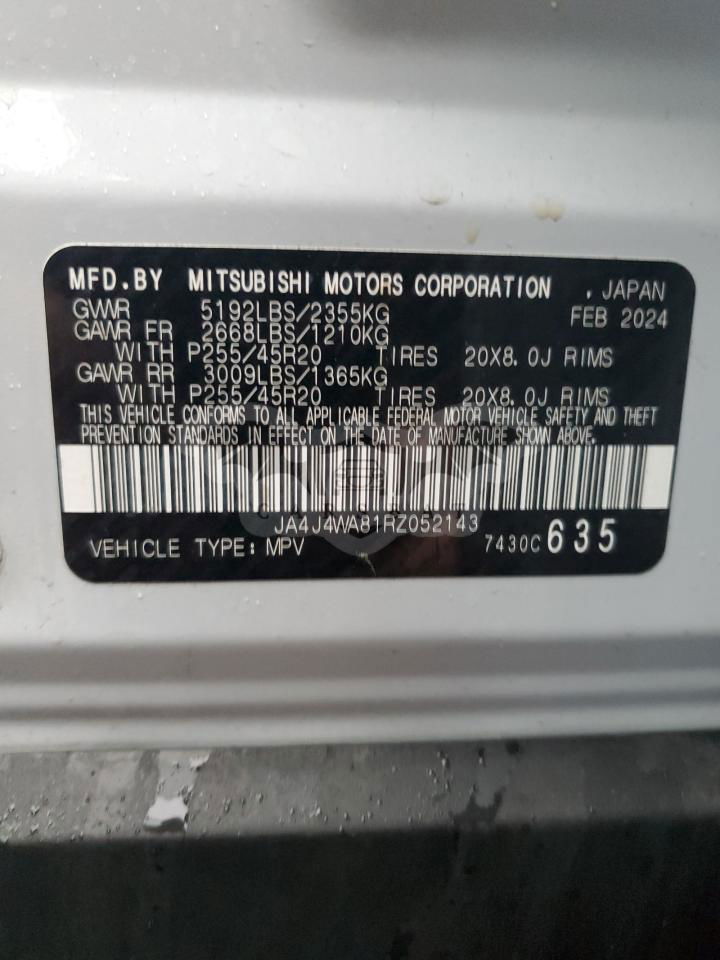 MFD.BY MITSUBISHI MOTORS CORPORATION , JAPAN
GVWR 5192LBS/2355KG FEB 2024
GAWR FR 2668LBS/1210KG
WITH P255/45R20 TIRES 20X8.0J RIMS
GAWR RR 3009LBS/1365KG
WITH P255/45R20 TIRES 20X8.0J RIMS
THIS VEHICLE CONFORMS TO ALL APPLICABLE FEDERAL MOTOR VEHICLE SAFETY AND THEFT
PREVENTION STANDARDS IN EFFECT ON THE DATE OF MANUFACTURE SHOWN ABOVE.
JA4J4WA81RZ052143
VEHICLE TYPE: MPV 7430C 635